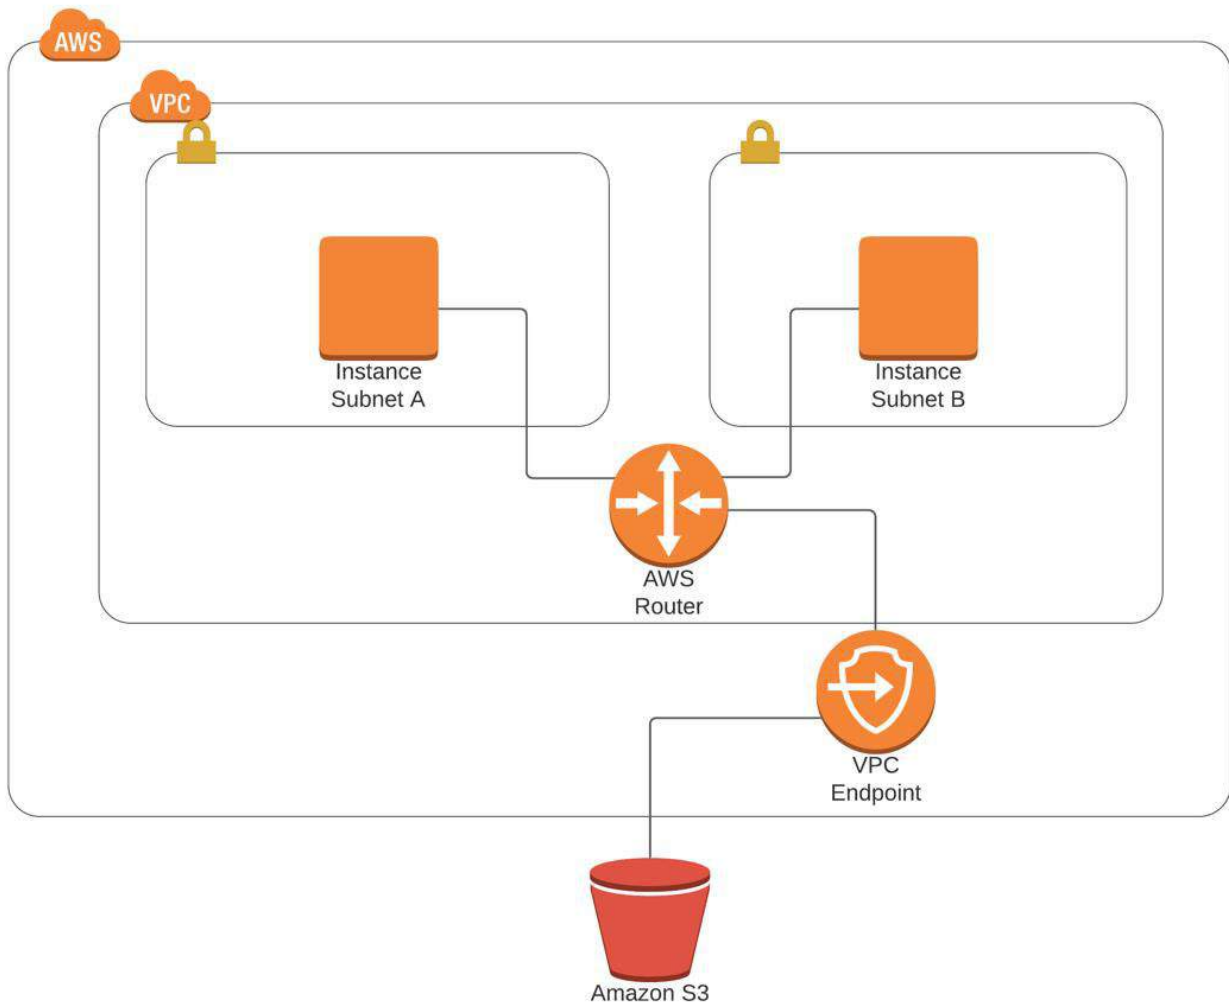 AWS
VPC
Instance
Subnet A
Instance
Subnet B
AWS
Router
VPC
Endpoint
Amazon S3